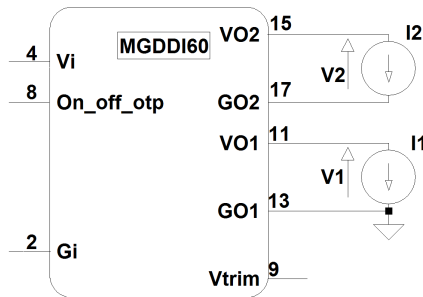 MGDDI60
4
Vi
8
On_off_otp
2
Gi
VO2
15
GO2
17
VO1
11
GO1
13
Vtrim
9
V2
I2
V1
I1